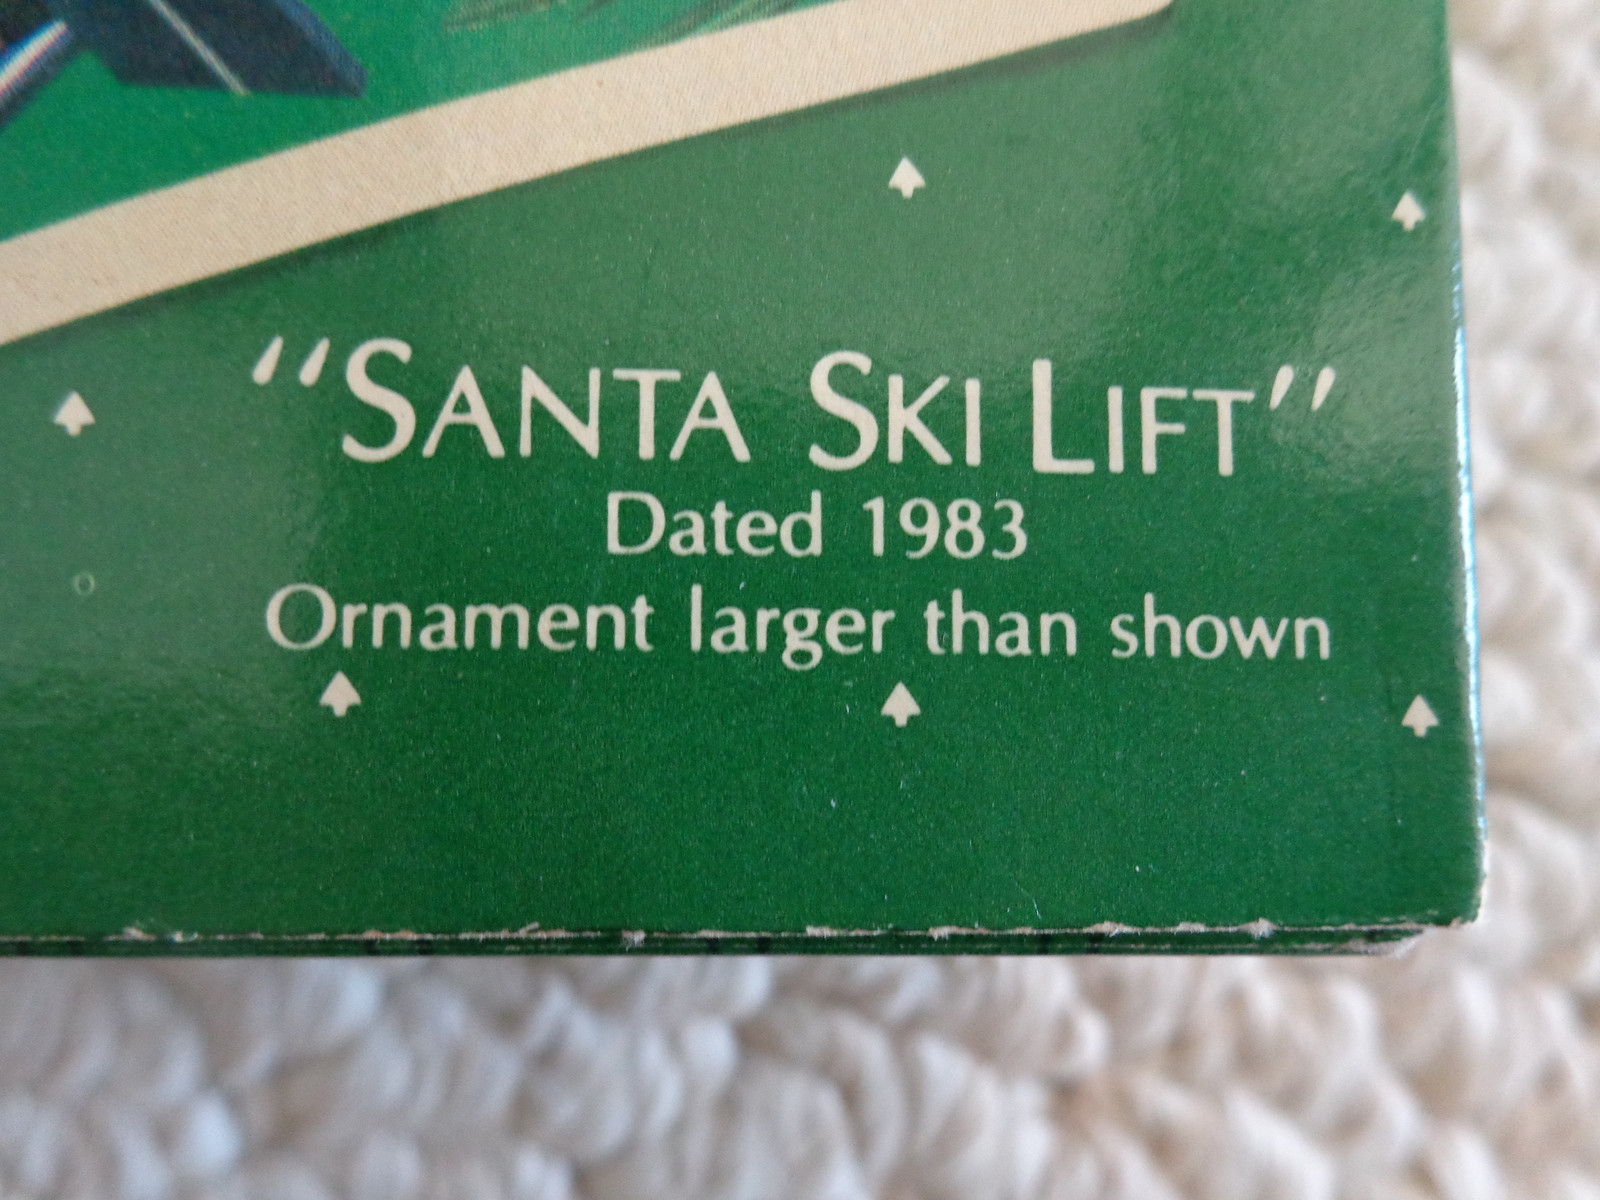 "SANTA SKI LIFT"
Dated 1983
Ornament larger than shown